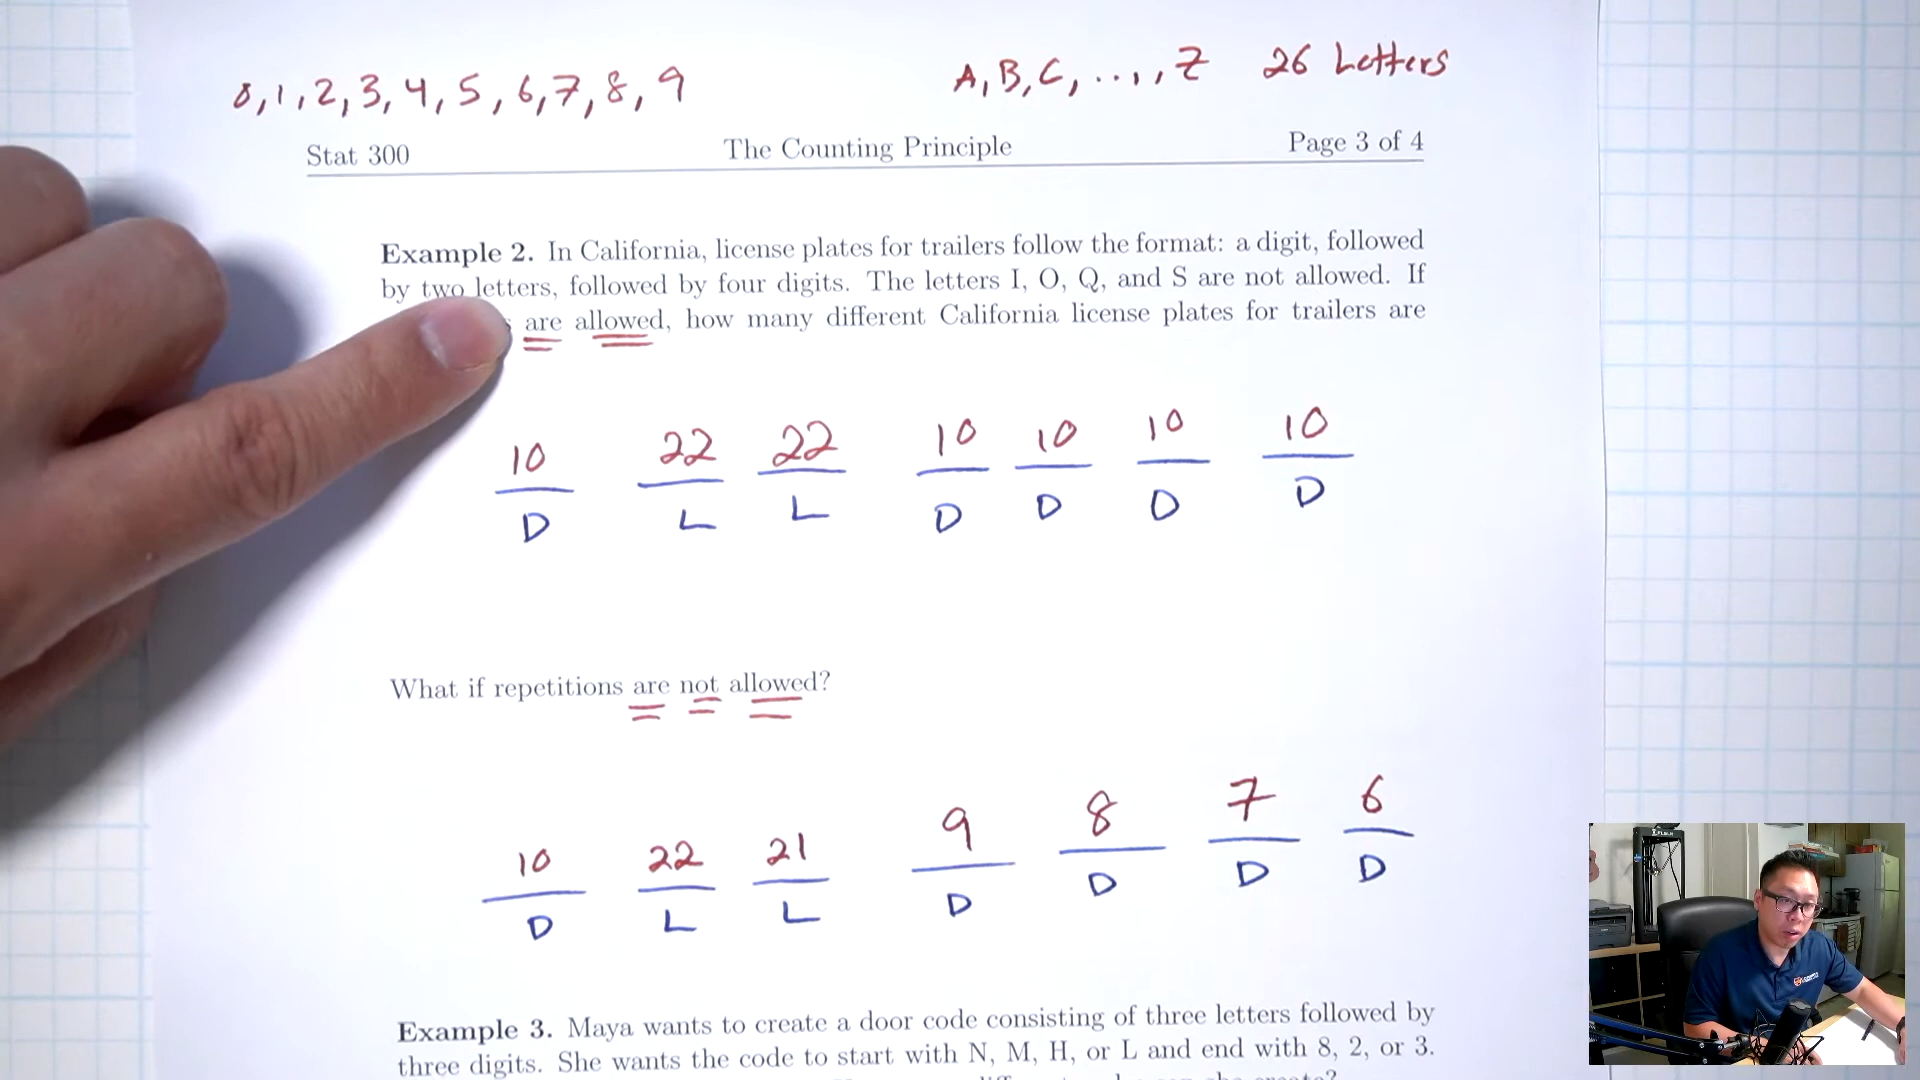 0, 1, 2, 3, 4, 5, 6, 7, 8, 9
A, B, C, ..., Z 26 Letters
Stat 300 The Counting Principle Page 3 of 4
Example 2. In California, license plates for trailers follow the format: a digit, followed
by two letters, followed by four digits. The letters I, O, Q, and S are not allowed. If
are allowed, how many different California license plates for trailers are
10 22 22 10 10 10 10
D L L D D D D
What if repetitions are not allowed?
10 22 21 9 8 7 6
D L L D D D D
Example 3. Maya wants to create a door code consisting of three letters followed by
three digits. She wants the code to start with N, M, H, or L and end with 8, 2, or 3.